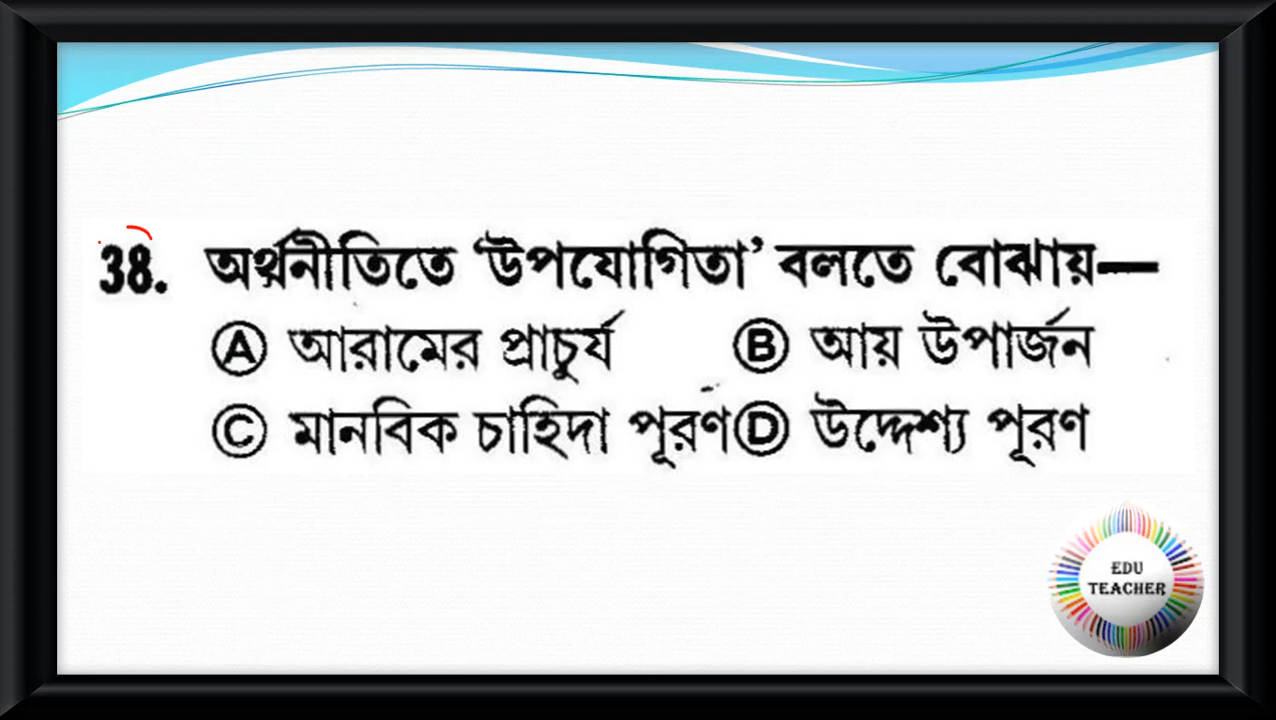 38. অর্থনীতিতে ‘উপযোগিতা’ বলতে বোঝায়—
Ⓐ আরামের প্রাচুর্য Ⓑ আয় উপার্জন
Ⓒ মানবিক চাহিদা পূরণ Ⓓ উদ্দেশ্য পূরণ
EDU
TEACHER